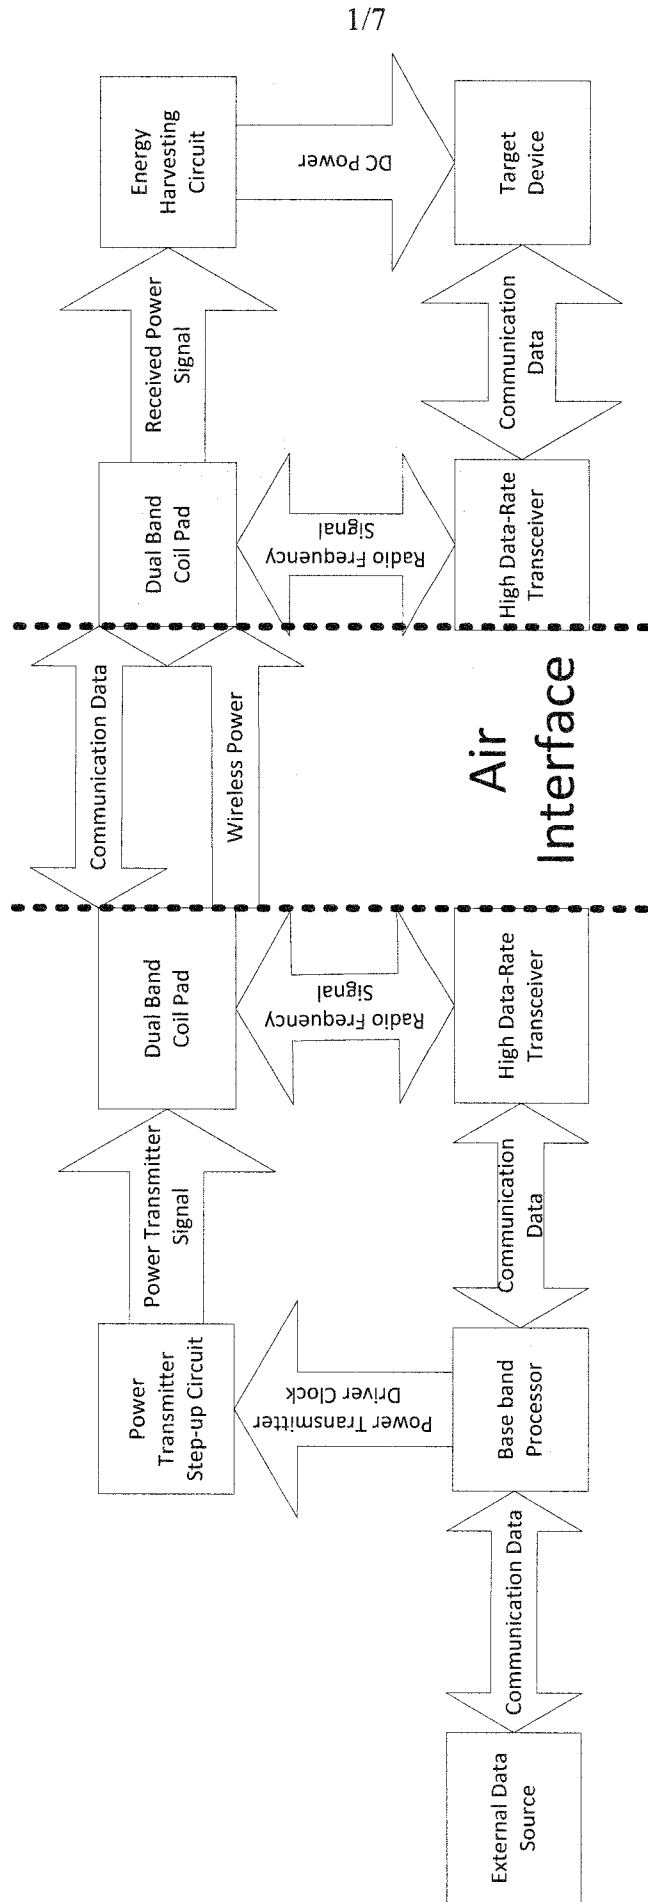 1/7
External Data
Source
Communication Data
Base band
Processor
Power Transmitter
Driver Clock
Power
Transmitter
Step-up Circuit
Power Transmitter
Signal
Dual Band
Coil Pad
Radio Frequency
Signal
Communication
Data
High Data-Rate
Transceiver
Communication Data
Wireless Power
Air
Interface
Dual Band
Coil Pad
Radio Frequency
Signal
High Data-Rate
Transceiver
Received Power
Signal
Energy
Harvesting
Circuit
DC Power
Communication
Data
Target
Device